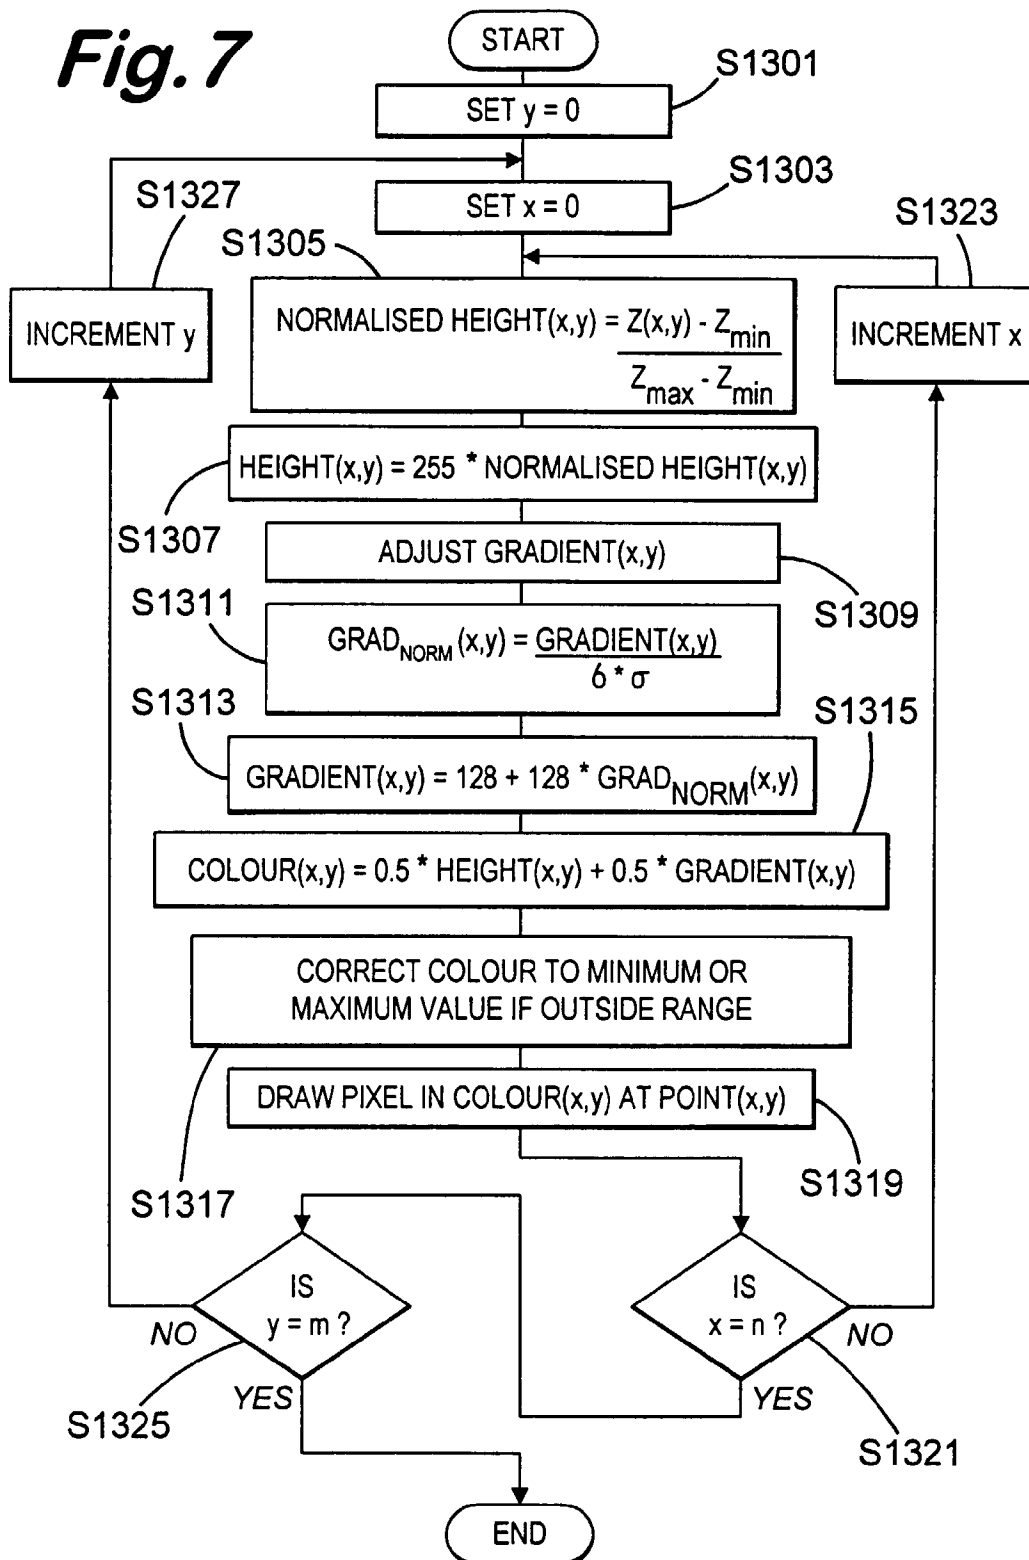 Fig. 7
START
S1301
SET y = 0
S1303
SET x = 0
S1327
S1323
S1305
INCREMENT y
NORMALISED HEIGHT(x,y) = Z(x,y) - Zmin
Zmax - Zmin
INCREMENT x
HEIGHT(x,y) = 255 * NORMALISED HEIGHT(x,y)
S1307
ADJUST GRADIENT(x,y)
S1309
S1311
GRADNORM (x,y) = GRADIENT(x,y)
6 * σ
S1313
S1315
GRADIENT(x,y) = 128 + 128 * GRADNORM(x,y)
COLOUR(x,y) = 0.5 * HEIGHT(x,y) + 0.5 * GRADIENT(x,y)
CORRECT COLOUR TO MINIMUM OR
MAXIMUM VALUE IF OUTSIDE RANGE
DRAW PIXEL IN COLOUR(x,y) AT POINT(x,y)
S1317
S1319
IS
y = m ?
NO
YES
S1325
IS
x = n ?
NO
YES
S1321
END